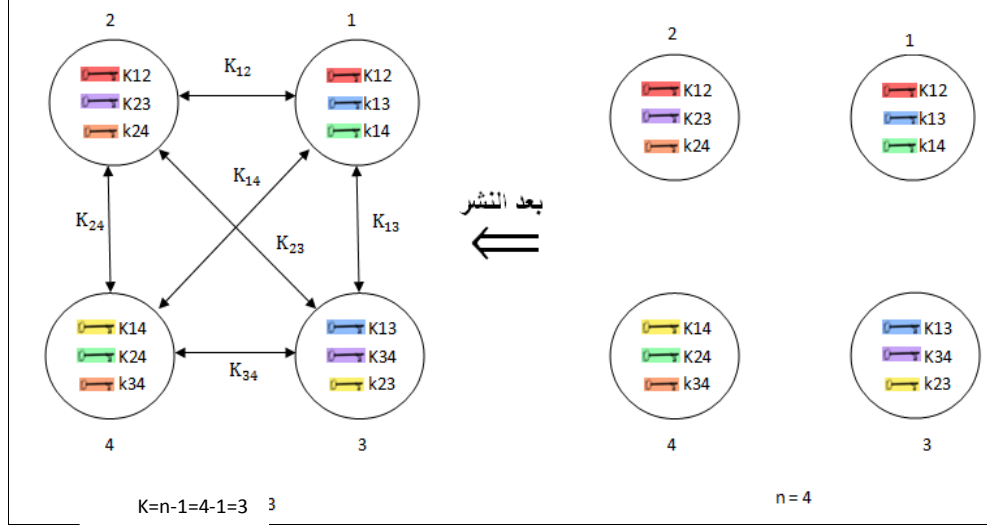 2
1
K12
K23
k24
K12
k13
k14
K₁₂
K₁₄
K₂₄
K₂₃
K₁₃
K14
K24
k34
K13
K34
k23
K₃₄
4
3
K=n-1=4-1=3
3
بعد النشر
⇐
2
1
K12
K23
k24
K12
k13
k14
K14
K24
k34
K13
K34
k23
4
3
n = 4